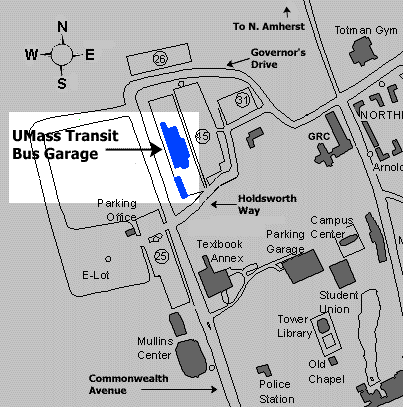 To N. Amherst
N
W E
S
Totman Gym
Governor's
Drive
26
31
UMass Transit
Bus Garage
45
GRC
NORTH
Arnol
Parking
Office
Holdsworth
Way
Campus
Center
Parking
Garage
Textbook
Annex
25
E-Lot
M
Student
Union
Tower
Library
Mullins
Center
Old
Chapel
Commonwealth
Avenue
Police
Station